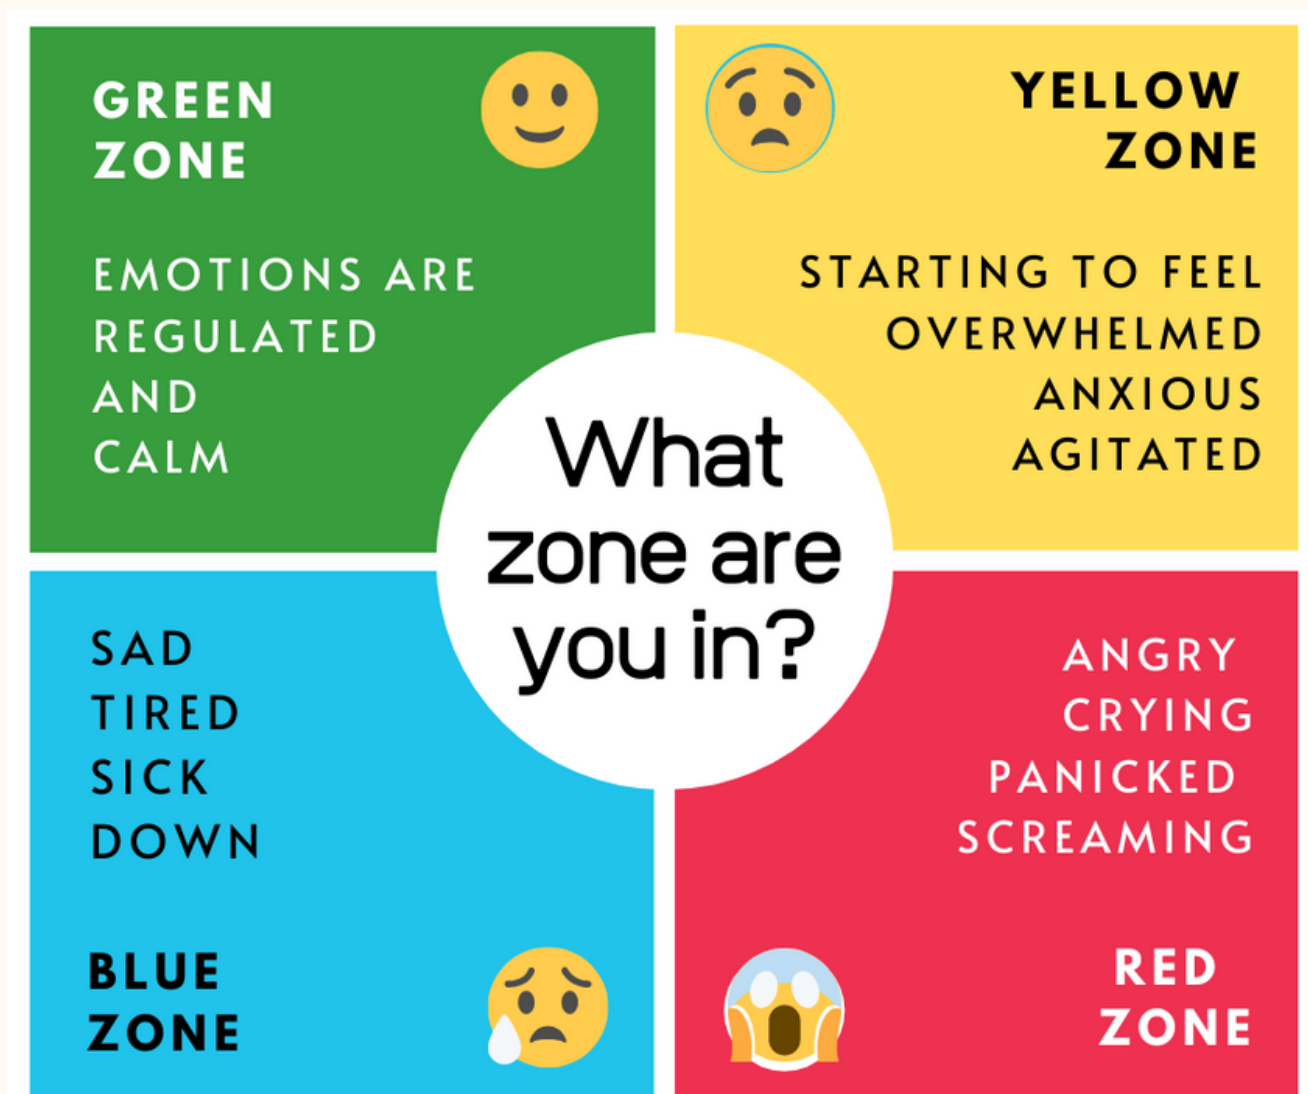 GREEN
ZONE
EMOTIONS ARE
REGULATED
AND
CALM
YELLOW
ZONE
STARTING TO FEEL
OVERWHELMED
ANXIOUS
AGITATED
What
zone are
you in?
SAD
TIRED
SICK
DOWN
BLUE
ZONE
ANGRY
CRYING
PANICKED
SCREAMING
RED
ZONE